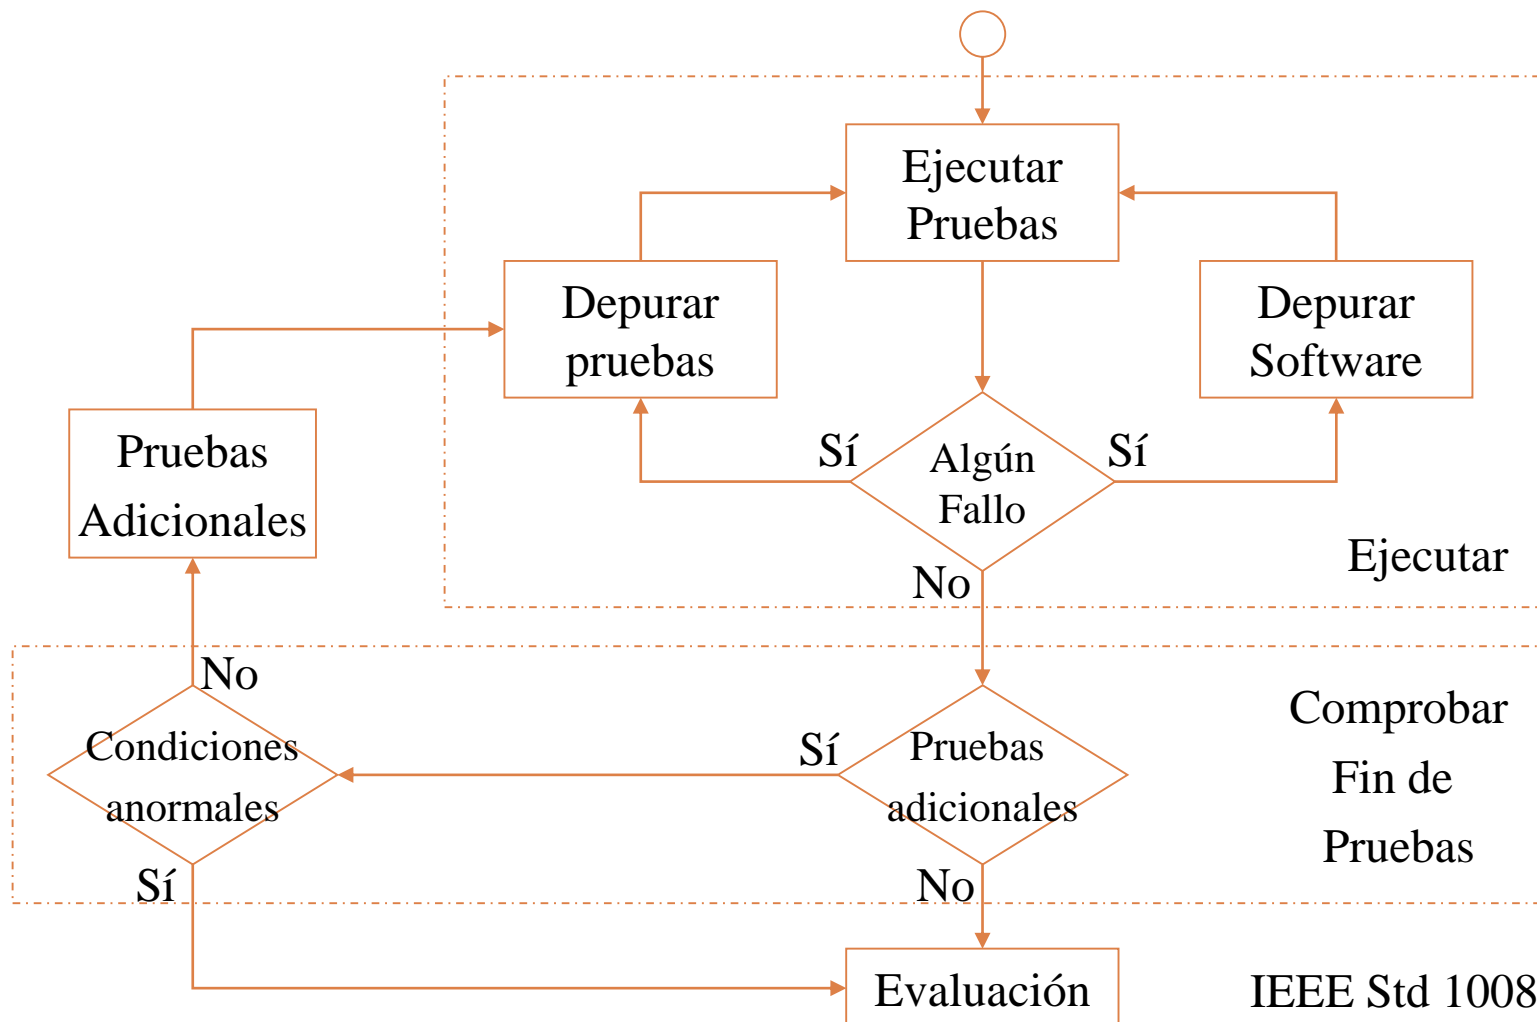 Ejecutar
Pruebas
Depurar
pruebas
Depurar
Software
Pruebas
Adicionales
Sí
Algún
Fallo
Sí
Ejecutar
No
No
Condiciones
anormales
Sí
Pruebas
adicionales
Comprobar
Fin de
Pruebas
Sí
No
Evaluación
IEEE Std 1008